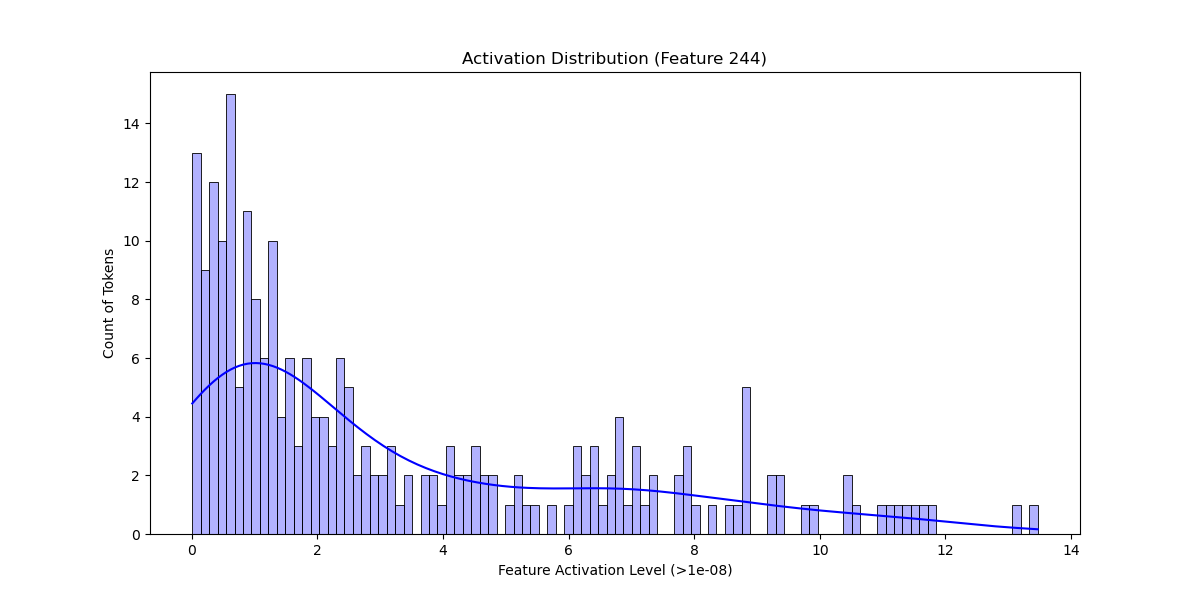 Activation Distribution (Feature 244)
Count of Tokens
14
12
10
8
6
4
2
0
0 2 4 6 8 10 12 14
Feature Activation Level (>1e-08)